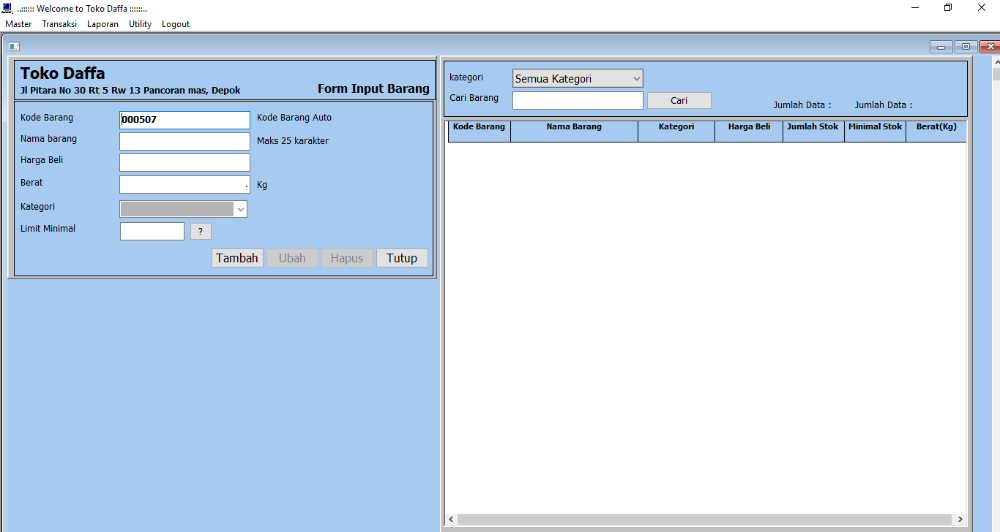 ..:::::: Welcome to Toko Daffa ::::::..
Master Transaksi Laporan Utility Logout
Toko Daffa
Jl Pitara No 30 Rt 5 Rw 13 Pancoran mas, Depok
Form Input Barang
Kode Barang 000507 Kode Barang Auto
Nama barang Maks 25 karakter
Harga Beli
Berat . Kg
Kategori
Limit Minimal ?
Tambah Ubah Hapus Tutup
kategori Semua Kategori
Cari Barang Cari Jumlah Data : Jumlah Data :
Kode Barang Nama Barang Kategori Harga Beli Jumlah Stok Minimal Stok Berat(Kg)